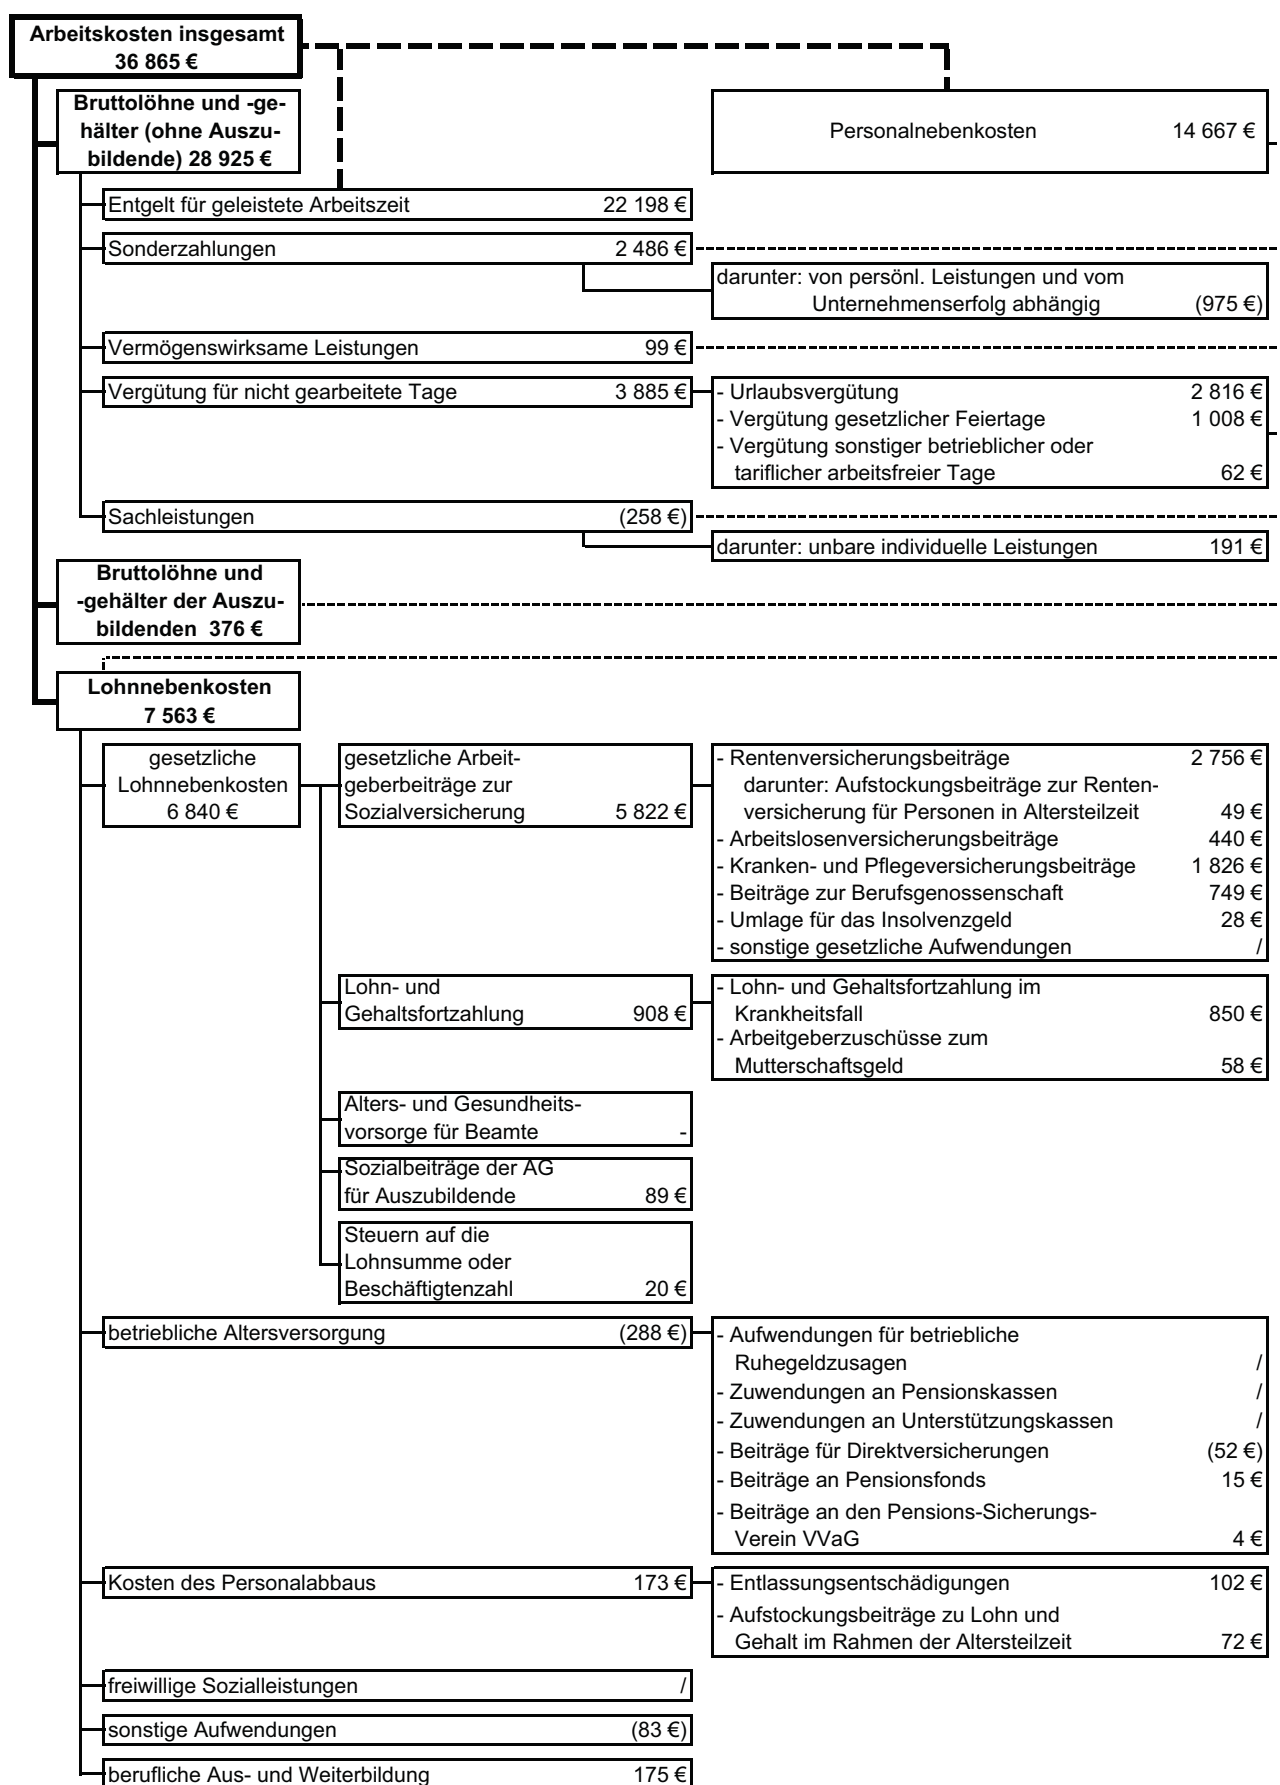 Arbeitskosten insgesamt
36 865 €
Bruttolöhne und -ge-
hälter (ohne Auszu-
bildende) 28 925 €
Personalnebenkosten 14 667 €
Entgelt für geleistete Arbeitszeit 22 198 €
Sonderzahlungen 2 486 €
darunter: von persönl. Leistungen und vom
Unternehmenserfolg abhängig (975 €)
Vermögenswirksame Leistungen 99 €
Vergütung für nicht gearbeitete Tage 3 885 €
- Urlaubsvergütung 2 816 €
- Vergütung gesetzlicher Feiertage 1 008 €
- Vergütung sonstiger betrieblicher oder
tariflicher arbeitsfreier Tage 62 €
Sachleistungen (258 €)
darunter: unbare individuelle Leistungen 191 €
Bruttolöhne und
-gehälter der Auszu-
bildenden 376 €
Lohnnebenkosten
7 563 €
gesetzliche
Lohnnebenkosten
6 840 €
gesetzliche Arbeit-
geberbeiträge zur
Sozialversicherung 5 822 €
- Rentenversicherungsbeiträge 2 756 €
darunter: Aufstockungsbeiträge zur Renten-
versicherung für Personen in Altersteilzeit 49 €
- Arbeitslosenversicherungsbeiträge 440 €
- Kranken- und Pflegeversicherungsbeiträge 1 826 €
- Beiträge zur Berufsgenossenschaft 749 €
- Umlage für das Insolvenzgeld 28 €
- sonstige gesetzliche Aufwendungen /
Lohn- und
Gehaltsfortzahlung 908 €
- Lohn- und Gehaltsfortzahlung im
Krankheitsfall 850 €
- Arbeitgeberzuschüsse zum
Mutterschaftsgeld 58 €
Alters- und Gesundheits-
vorsorge für Beamte -
Sozialbeiträge der AG
für Auszubildende 89 €
Steuern auf die
Lohnsumme oder
Beschäftigtenzahl 20 €
betriebliche Altersversorgung (288 €)
- Aufwendungen für betriebliche
Ruhegeldzusagen /
- Zuwendungen an Pensionskassen /
- Zuwendungen an Unterstützungskassen /
- Beiträge für Direktversicherungen (52 €)
- Beiträge an Pensionsfonds 15 €
- Beiträge an den Pensions-Sicherungs-
Verein VVaG 4 €
Kosten des Personalabbaus 173 €
- Entlassungsentschädigungen 102 €
- Aufstockungsbeiträge zu Lohn und
Gehalt im Rahmen der Altersteilzeit 72 €
freiwillige Sozialleistungen /
sonstige Aufwendungen (83 €)
berufliche Aus- und Weiterbildung 175 €